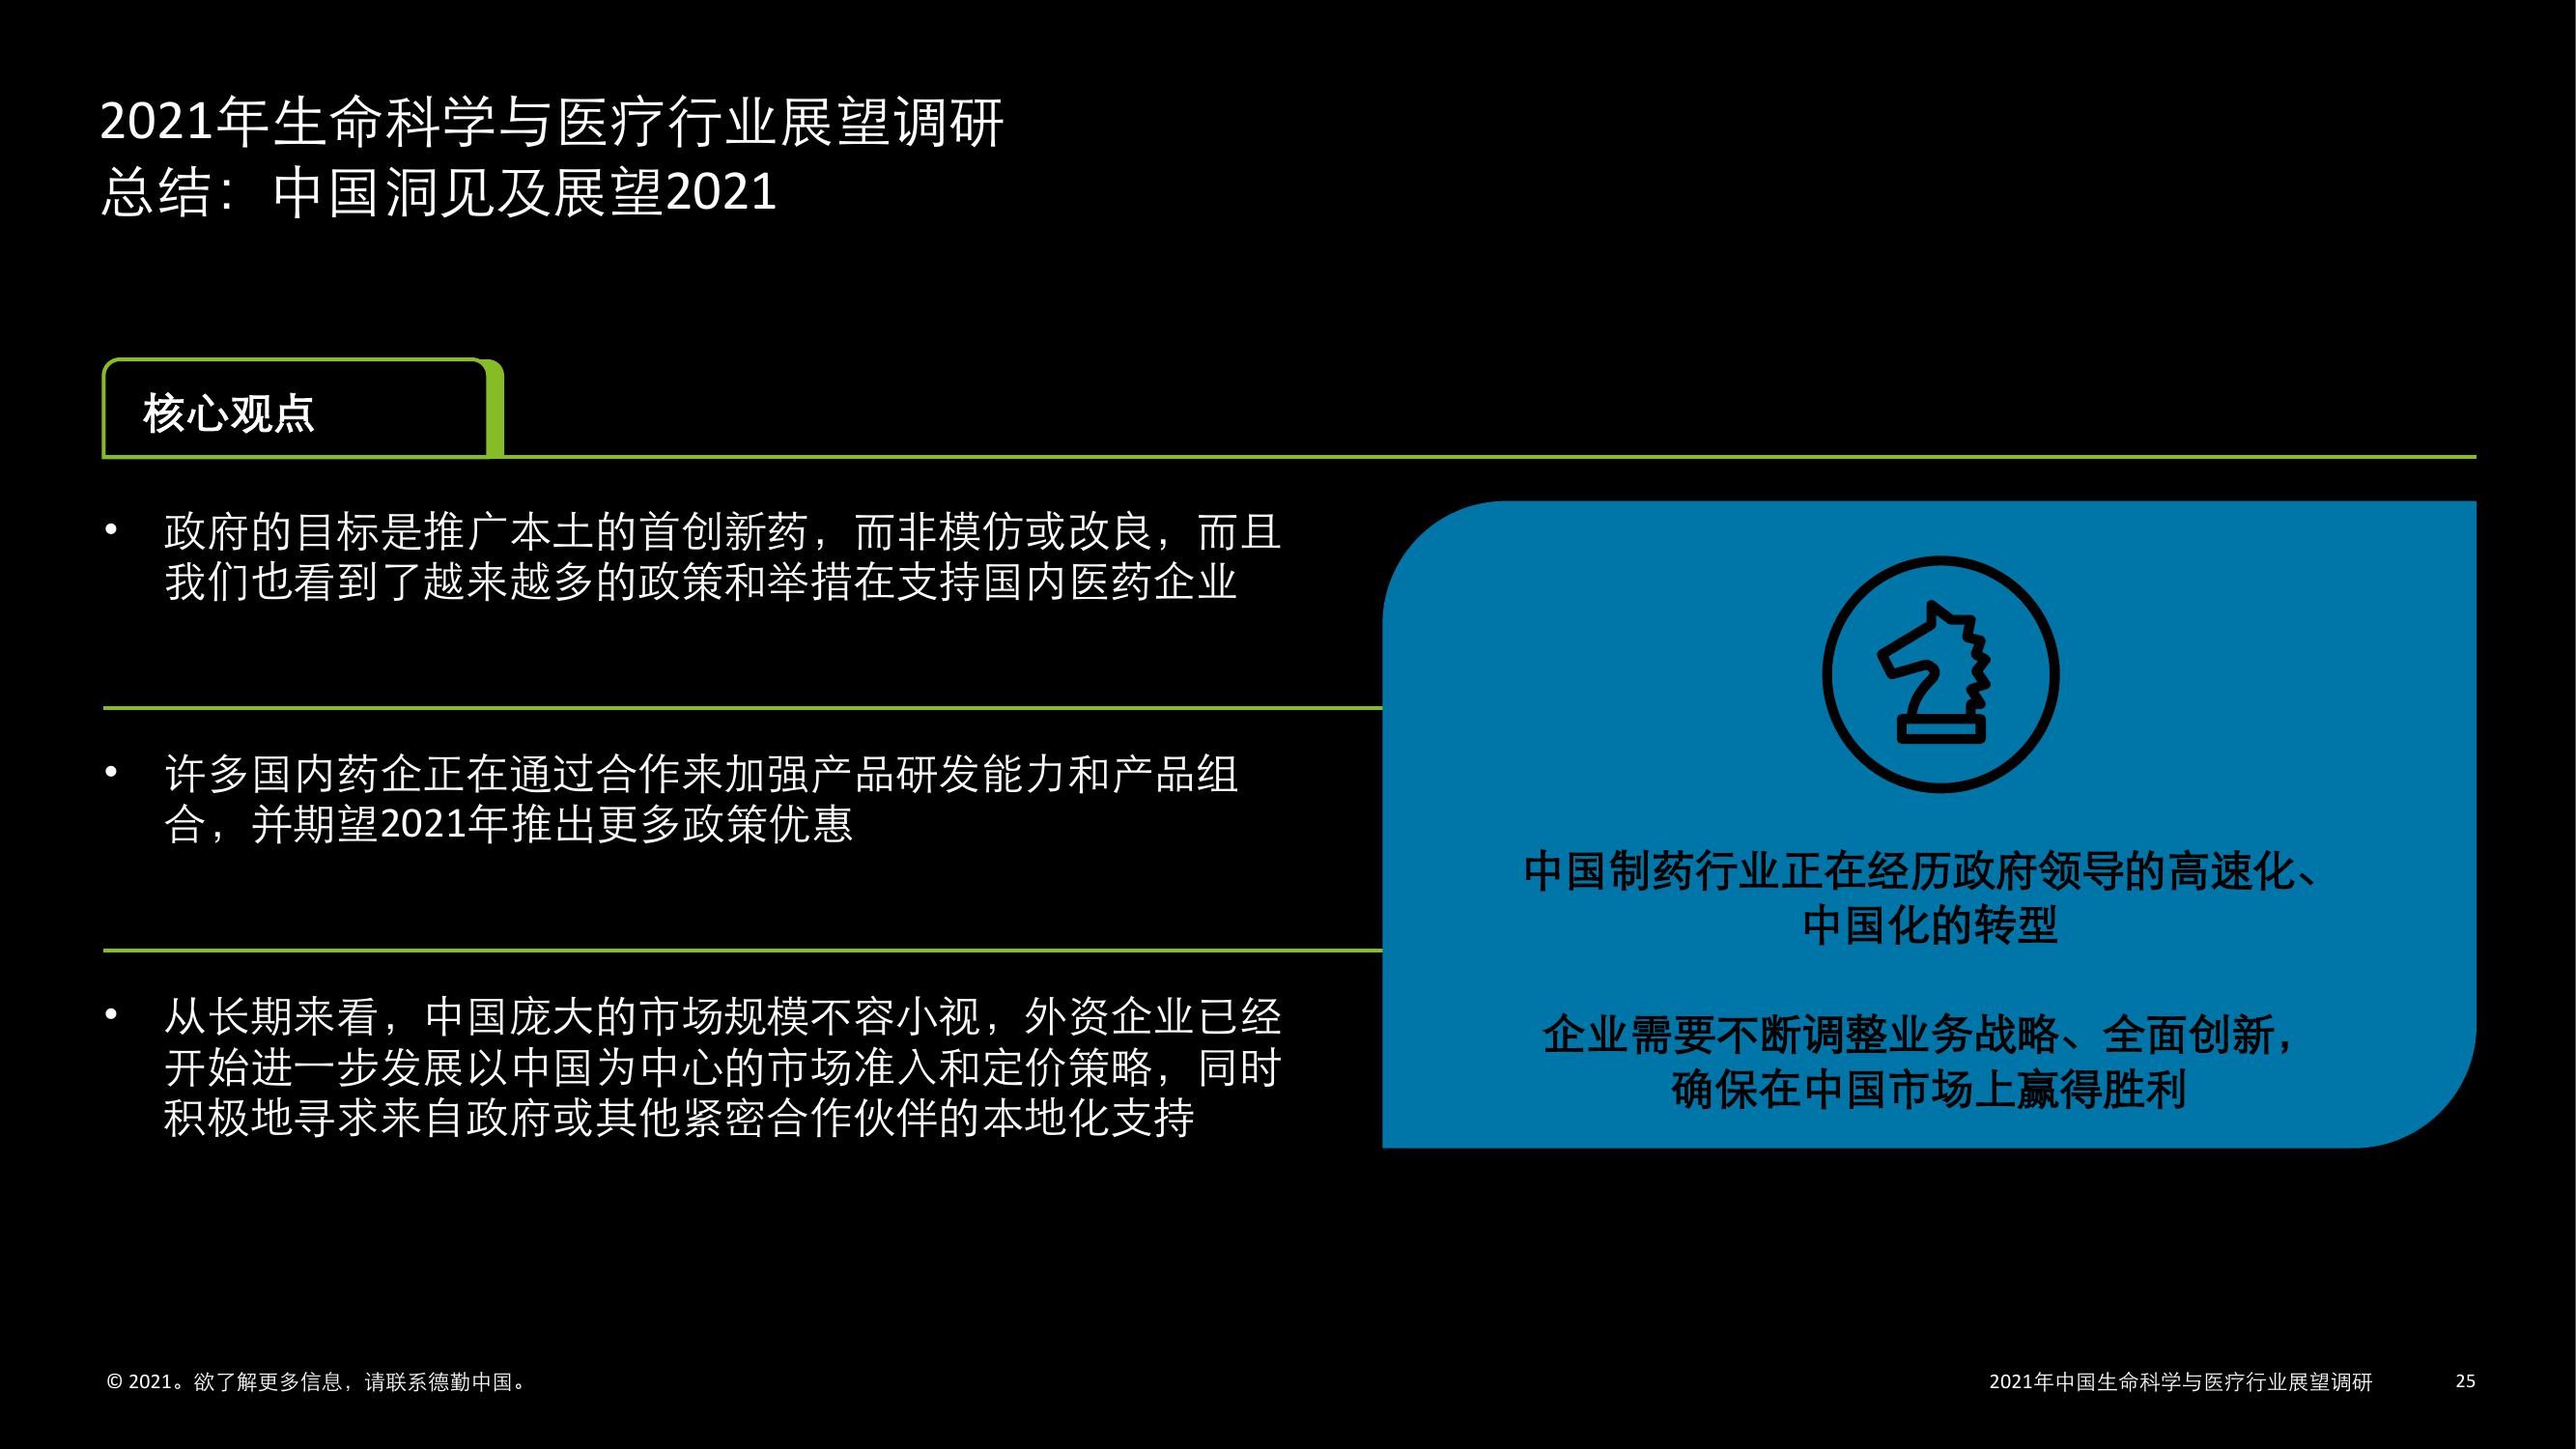 2021年生命科学与医疗行业展望调研
总结：中国洞见及展望2021
核心观点
• 政府的目标是推广本土的首创新药，而非模仿或改良，而且
我们也看到了越来越多的政策和举措在支持国内医药企业
• 许多国内药企正在通过合作来加强产品研发能力和产品组
合，并期望2021年推出更多政策优惠
• 从长期来看，中国庞大的市场规模不容小视，外资企业已经
开始进一步发展以中国为中心的市场准入和定价策略，同时
积极地寻求来自政府或其他紧密合作伙伴的本地化支持
中国制药行业正在经历政府领导的高速化、
中国化的转型
企业需要不断调整业务战略、全面创新，
确保在中国市场上赢得胜利
© 2021。欲了解更多信息，请联系德勤中国。
2021年中国生命科学与医疗行业展望调研
25